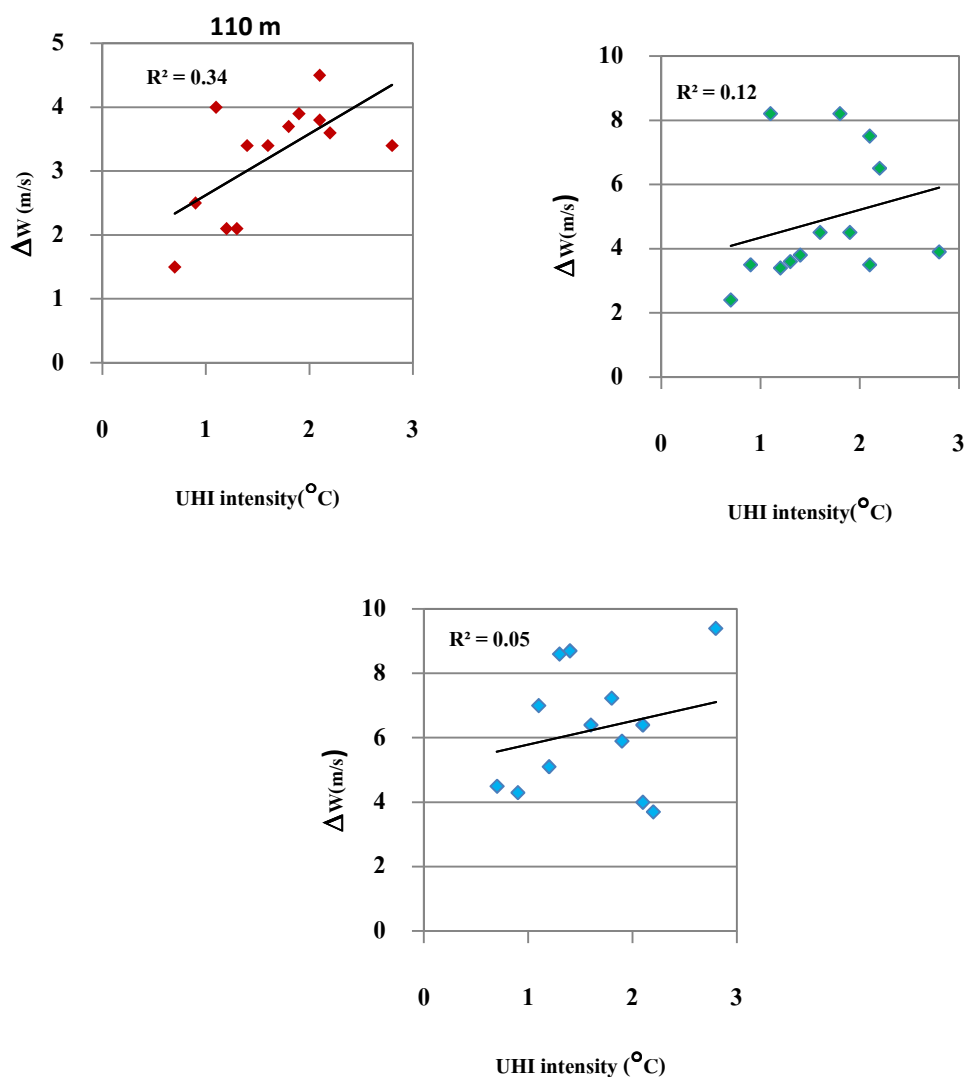 110 m
5
4
3
2
1
0
R² = 0.34
ΔW (m/s)
0 1 2 3
UHI intensity(°C)
10
8
6
4
2
0
R² = 0.12
ΔW(m/s)
0 1 2 3
UHI intensity(°C)
10
8
6
4
2
0
R² = 0.05
ΔW(m/s)
0 1 2 3
UHI intensity (°C)